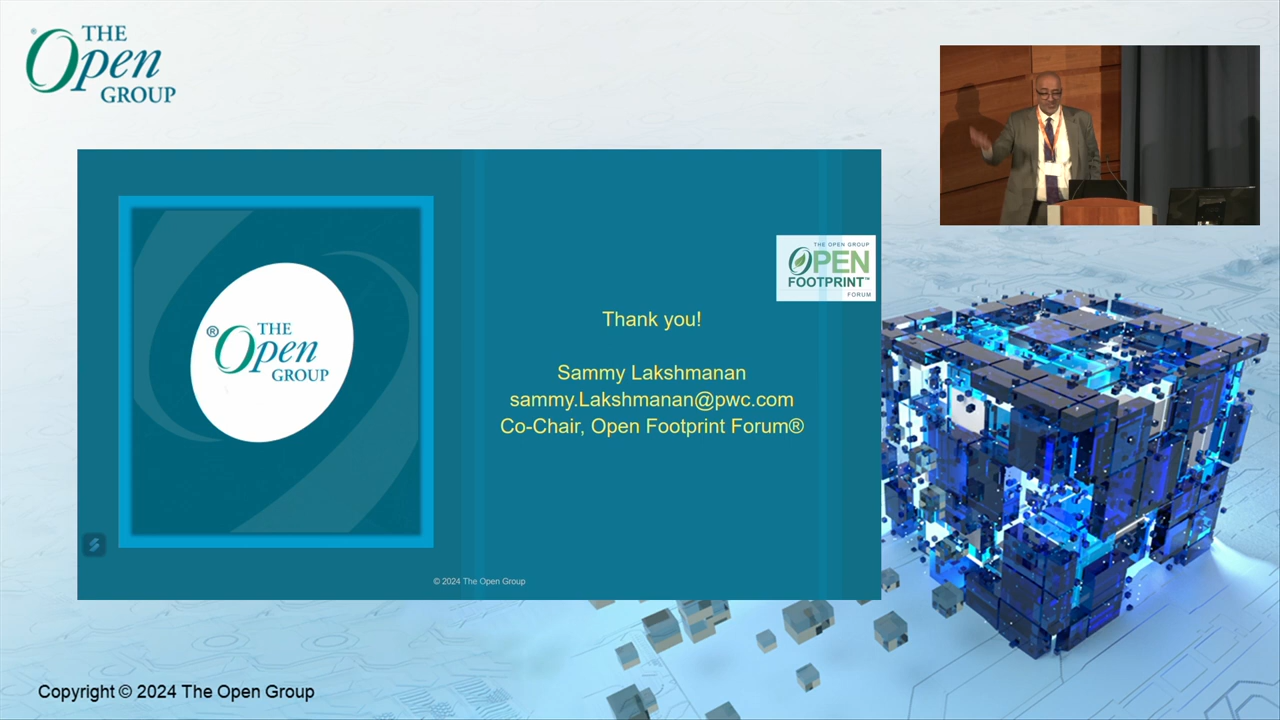 THE
Open
GROUP
THE OPEN GROUP
OPEN
FOOTPRINT™
FORUM
®
THE
Open
GROUP
Thank you!
Sammy Lakshmanan
sammy.Lakshmanan@pwc.com
Co-Chair, Open Footprint Forum®
© 2024 The Open Group
Copyright © 2024 The Open Group